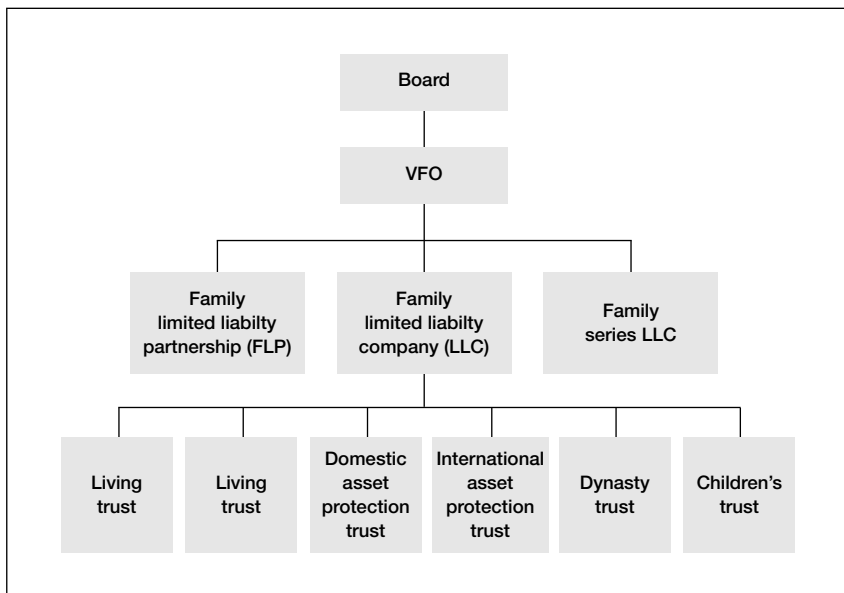 Board
VFO
Family
limited liabilty
partnership (FLP)
Family
limited liabilty
company (LLC)
Family
series LLC
Living
trust
Living
trust
Domestic
asset
protection
trust
International
asset
protection
trust
Dynasty
trust
Children's
trust